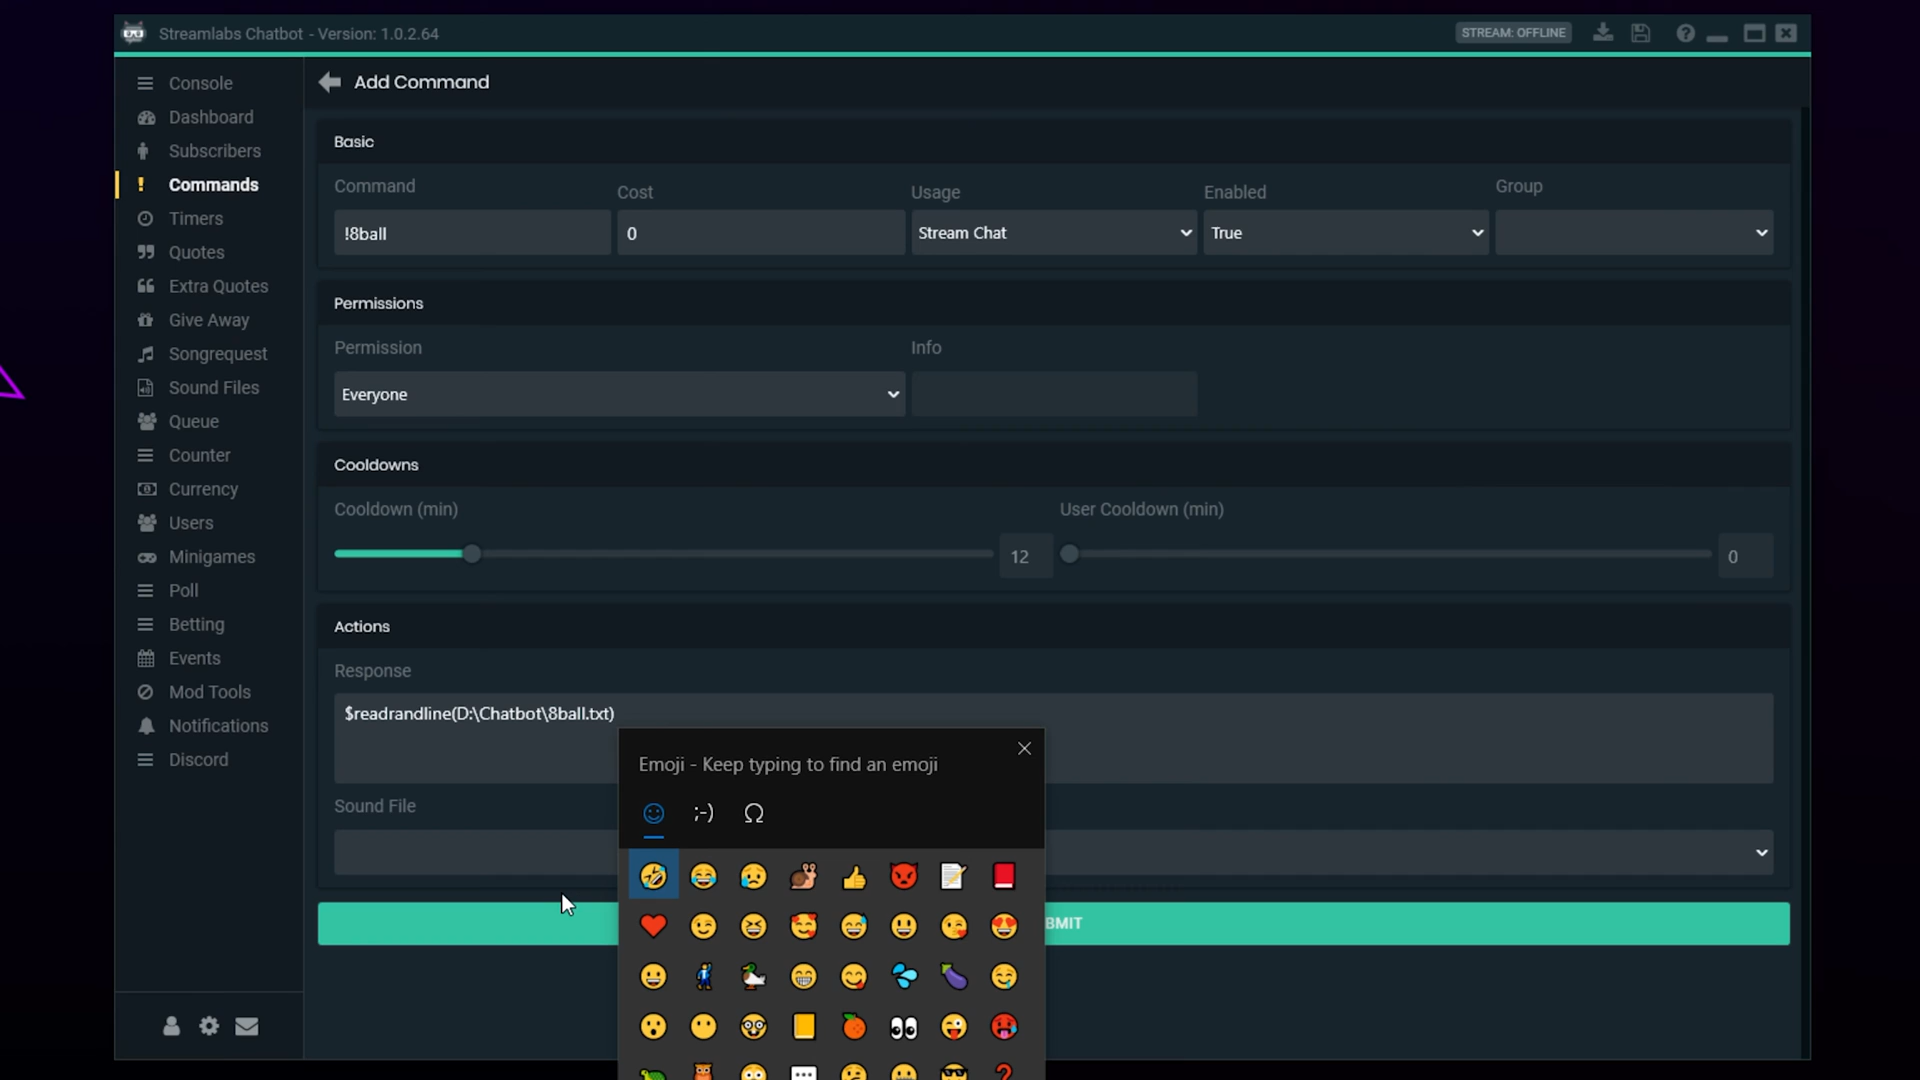 Streamlabs Chatbot - Version: 1.0.2.64
STREAM: OFFLINE
Console
Dashboard
Subscribers
Commands
Timers
Quotes
Extra Quotes
Give Away
Songrequest
Sound Files
Queue
Counter
Currency
Users
Minigames
Poll
Betting
Events
Mod Tools
Notifications
Discord
Add Command
Basic
Command
Cost
Usage
Enabled
Group
!8ball
0
Stream Chat
True
Permissions
Permission
Info
Everyone
Cooldowns
Cooldown (min)
User Cooldown (min)
12
0
Actions
Response
$readrandline(D:\Chatbot\8ball.txt)
Sound File
Emoji - Keep typing to find an emoji
;-)
Ω
BMIT